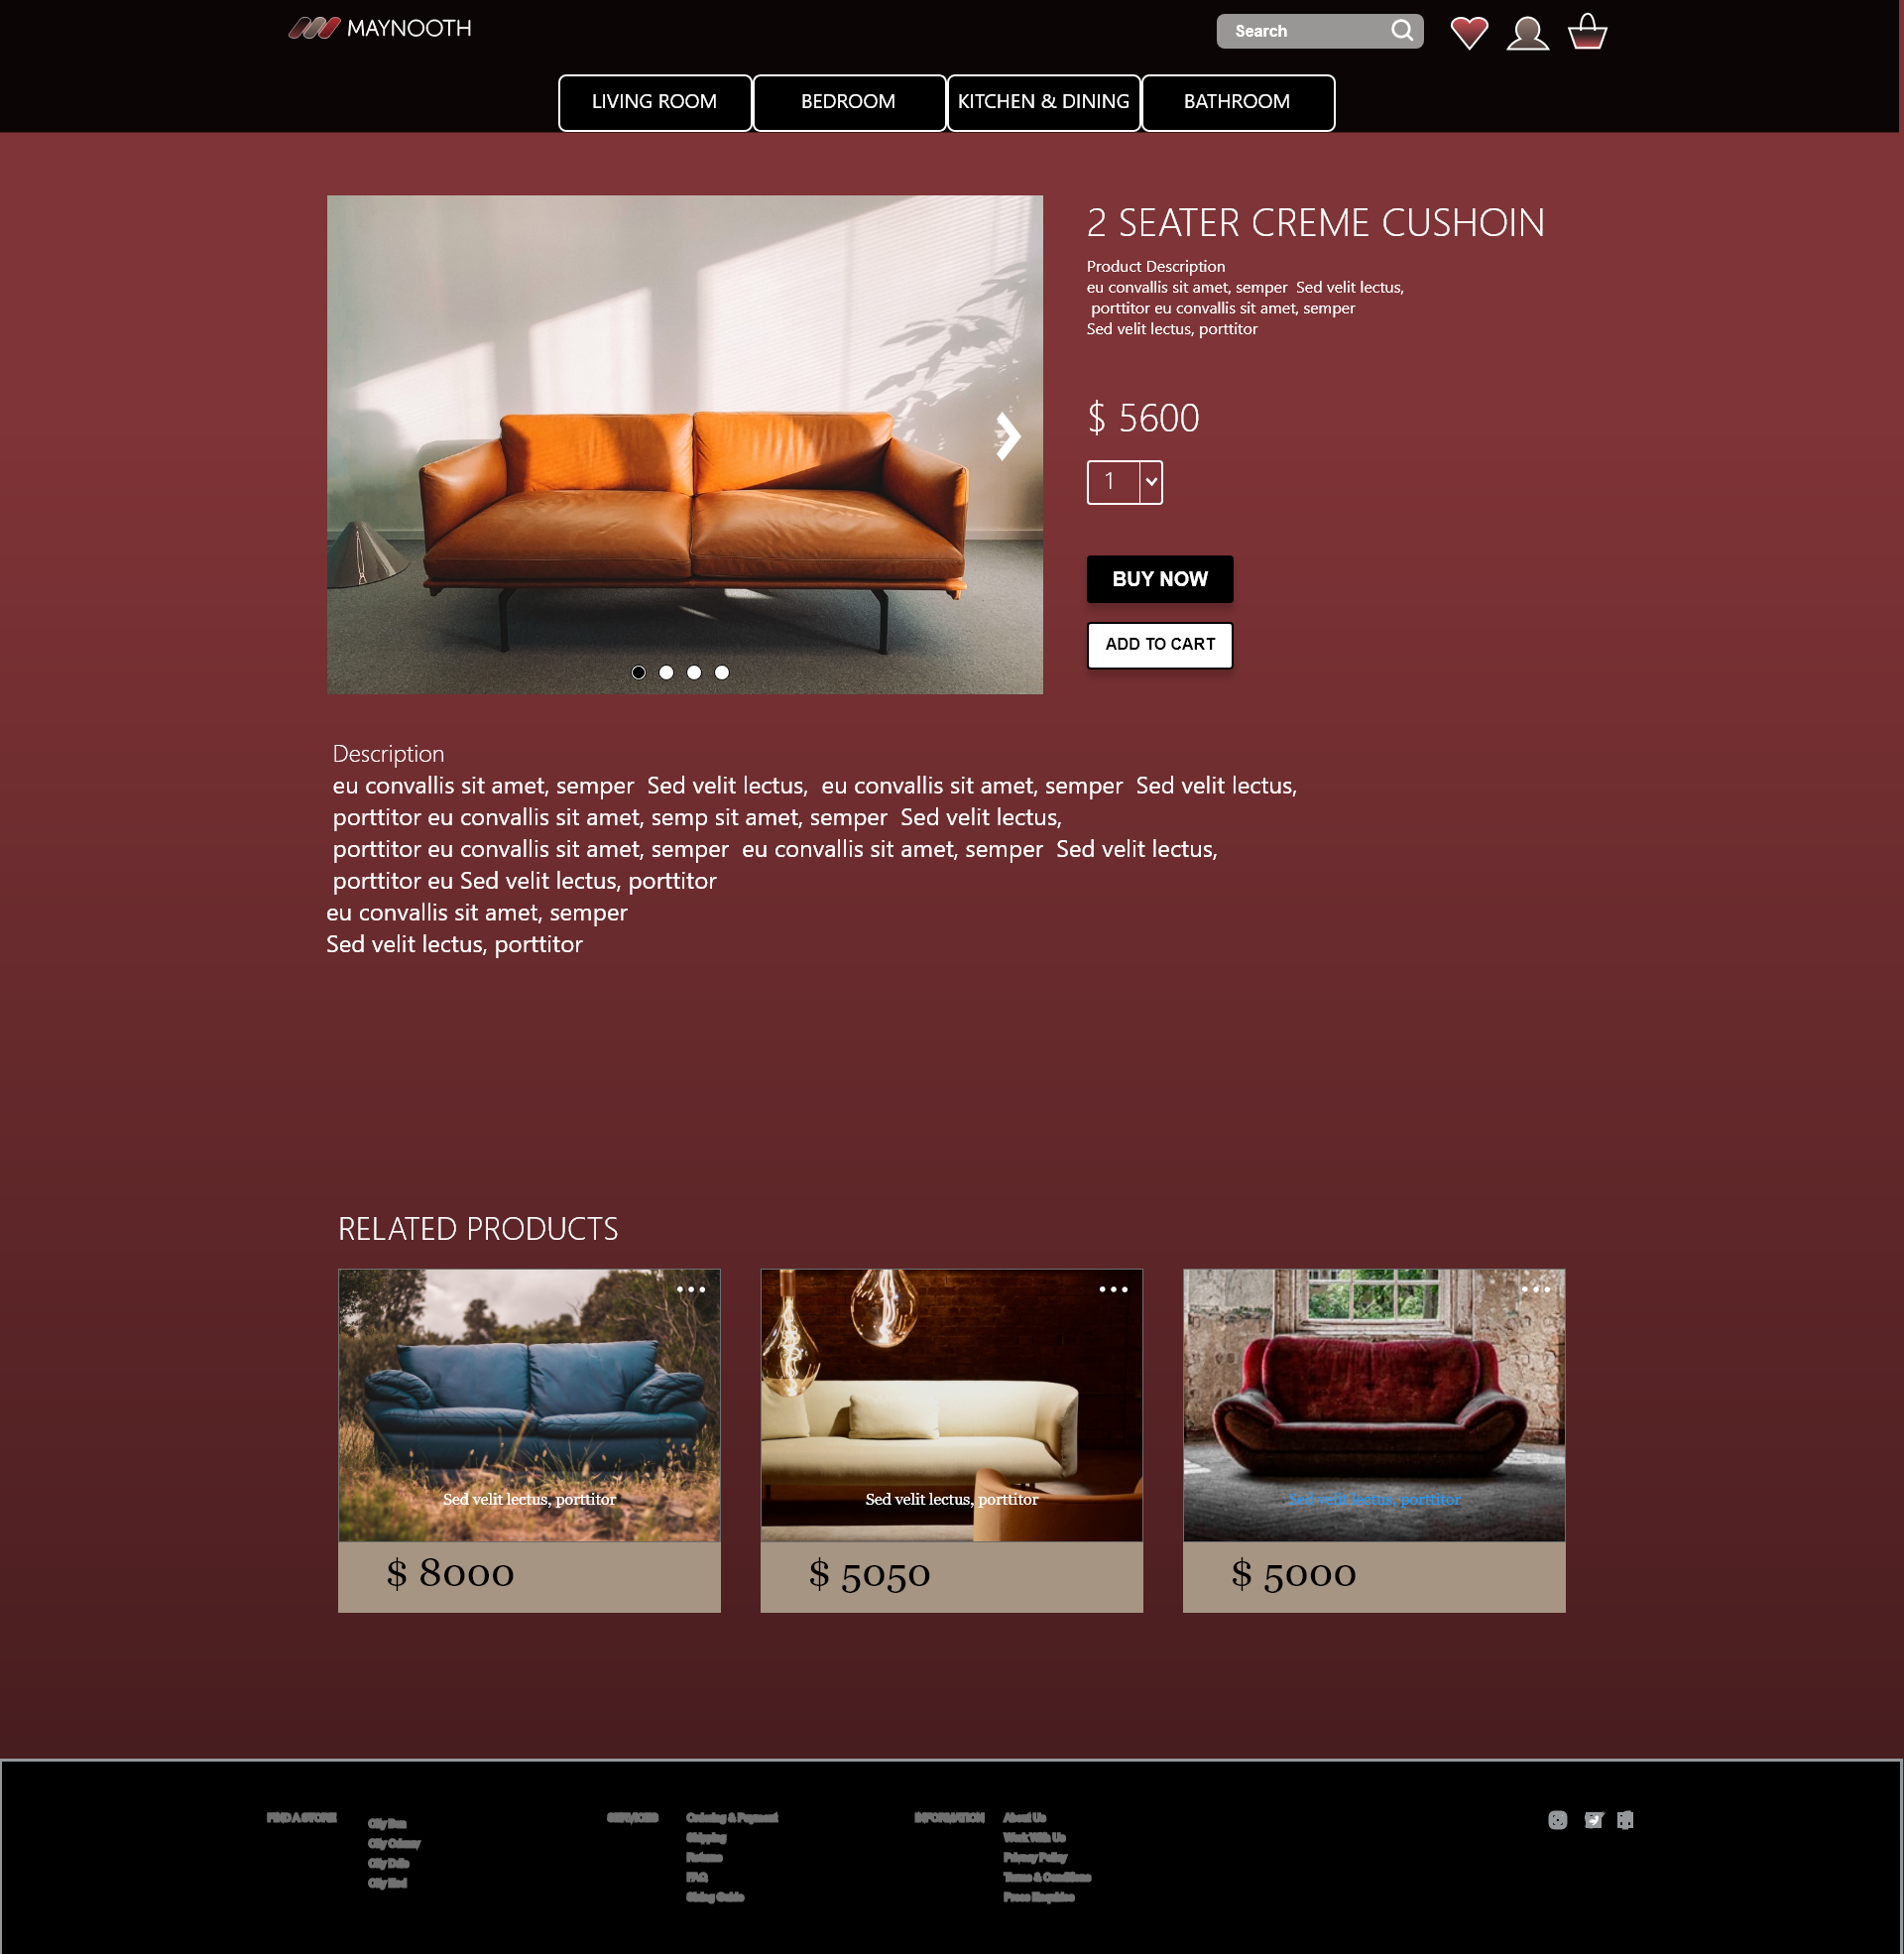 MAYNOOTH
Search
LIVING ROOM
BEDROOM
KITCHEN & DINING
BATHROOM
2 SEATER CREME CUSHOIN
Product Description
eu convallis sit amet, semper Sed velit lectus,
porttitor eu convallis sit amet, semper
Sed velit lectus, porttitor
$ 5600
1
BUY NOW
ADD TO CART
Description
eu convallis sit amet, semper Sed velit lectus, eu convallis sit amet, semper Sed velit lectus,
porttitor eu convallis sit amet, semp sit amet, semper Sed velit lectus,
porttitor eu convallis sit amet, semper eu convallis sit amet, semper Sed velit lectus,
porttitor eu Sed velit lectus, porttitor
eu convallis sit amet, semper
Sed velit lectus, porttitor
RELATED PRODUCTS
Sed velit lectus, porttitor
Sed velit lectus, porttitor
Sed velit lectus, porttitor
$ 8000
$ 5050
$ 5000
FIND A STORE
City
City
City
City
SERVICES
Ordering & Payment
Shipping
Returns
FAQ
Sizing Guide
INFORMATION
About Us
Work With Us
Privacy Policy
Terms & Conditions
Press Enquiries